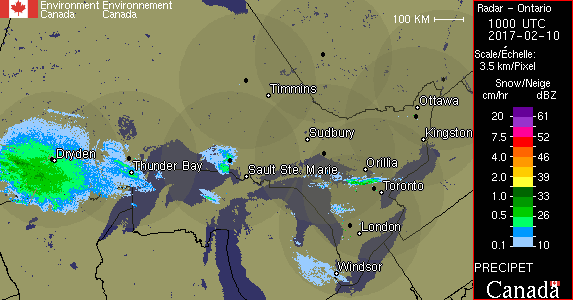 Environment Environnement
Canada Canada
100 KM
Timmins
Ottawa
Sudbury
Kingston
Dryden
Thunder Bay
Sault Ste. Marie
Orillia
Toronto
London
Windsor
Radar - Ontario
1000 UTC
2017-02-10
Scale/Échelle:
3.5 km/Pixel
Snow/Neige
cm/hr dBZ
20 61
7.5 52
4.0 46
2.0 39
1.0 33
0.5 26
0.1 10
PRECIPET
Canada